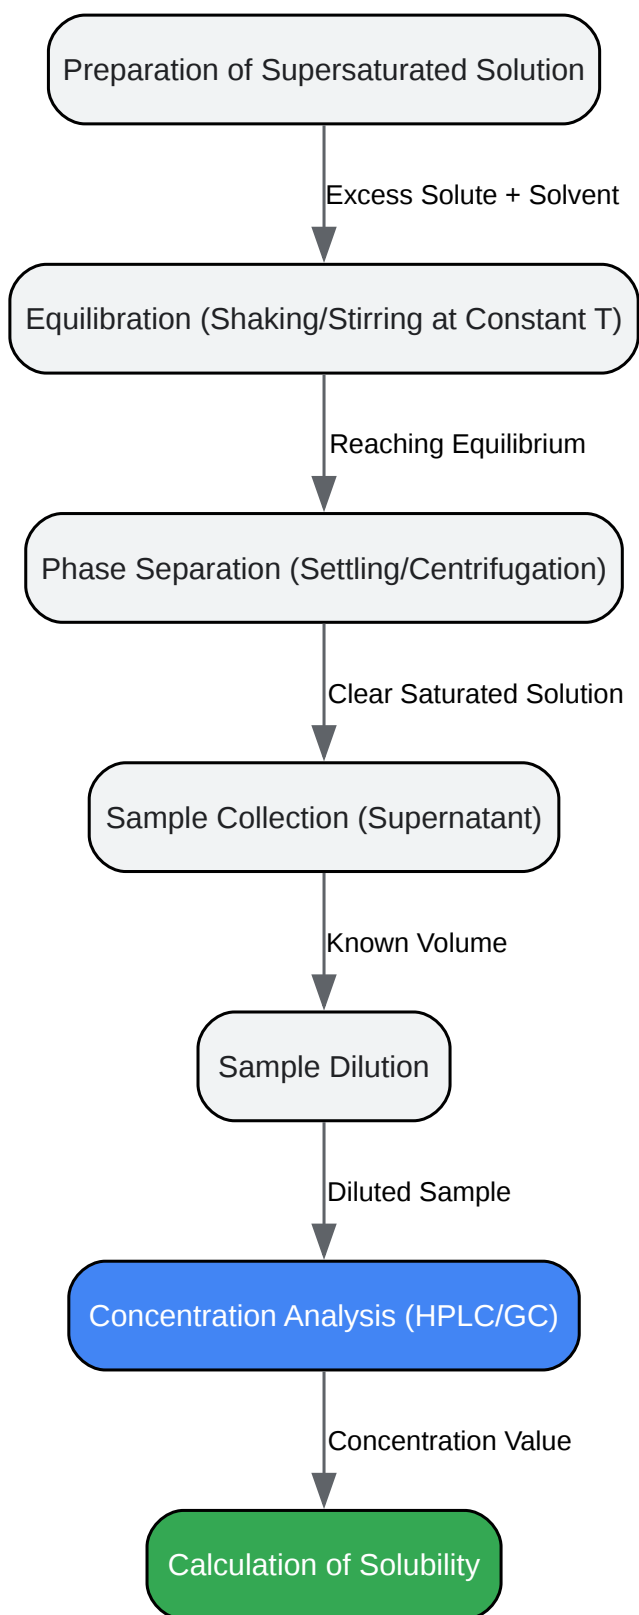 Preparation of Supersaturated Solution
Excess Solute + Solvent
Equilibration (Shaking/Stirring at Constant T)
Reaching Equilibrium
Phase Separation (Settling/Centrifugation)
Clear Saturated Solution
Sample Collection (Supernatant)
Known Volume
Sample Dilution
Diluted Sample
Concentration Analysis (HPLC/GC)
Concentration Value
Calculation of Solubility